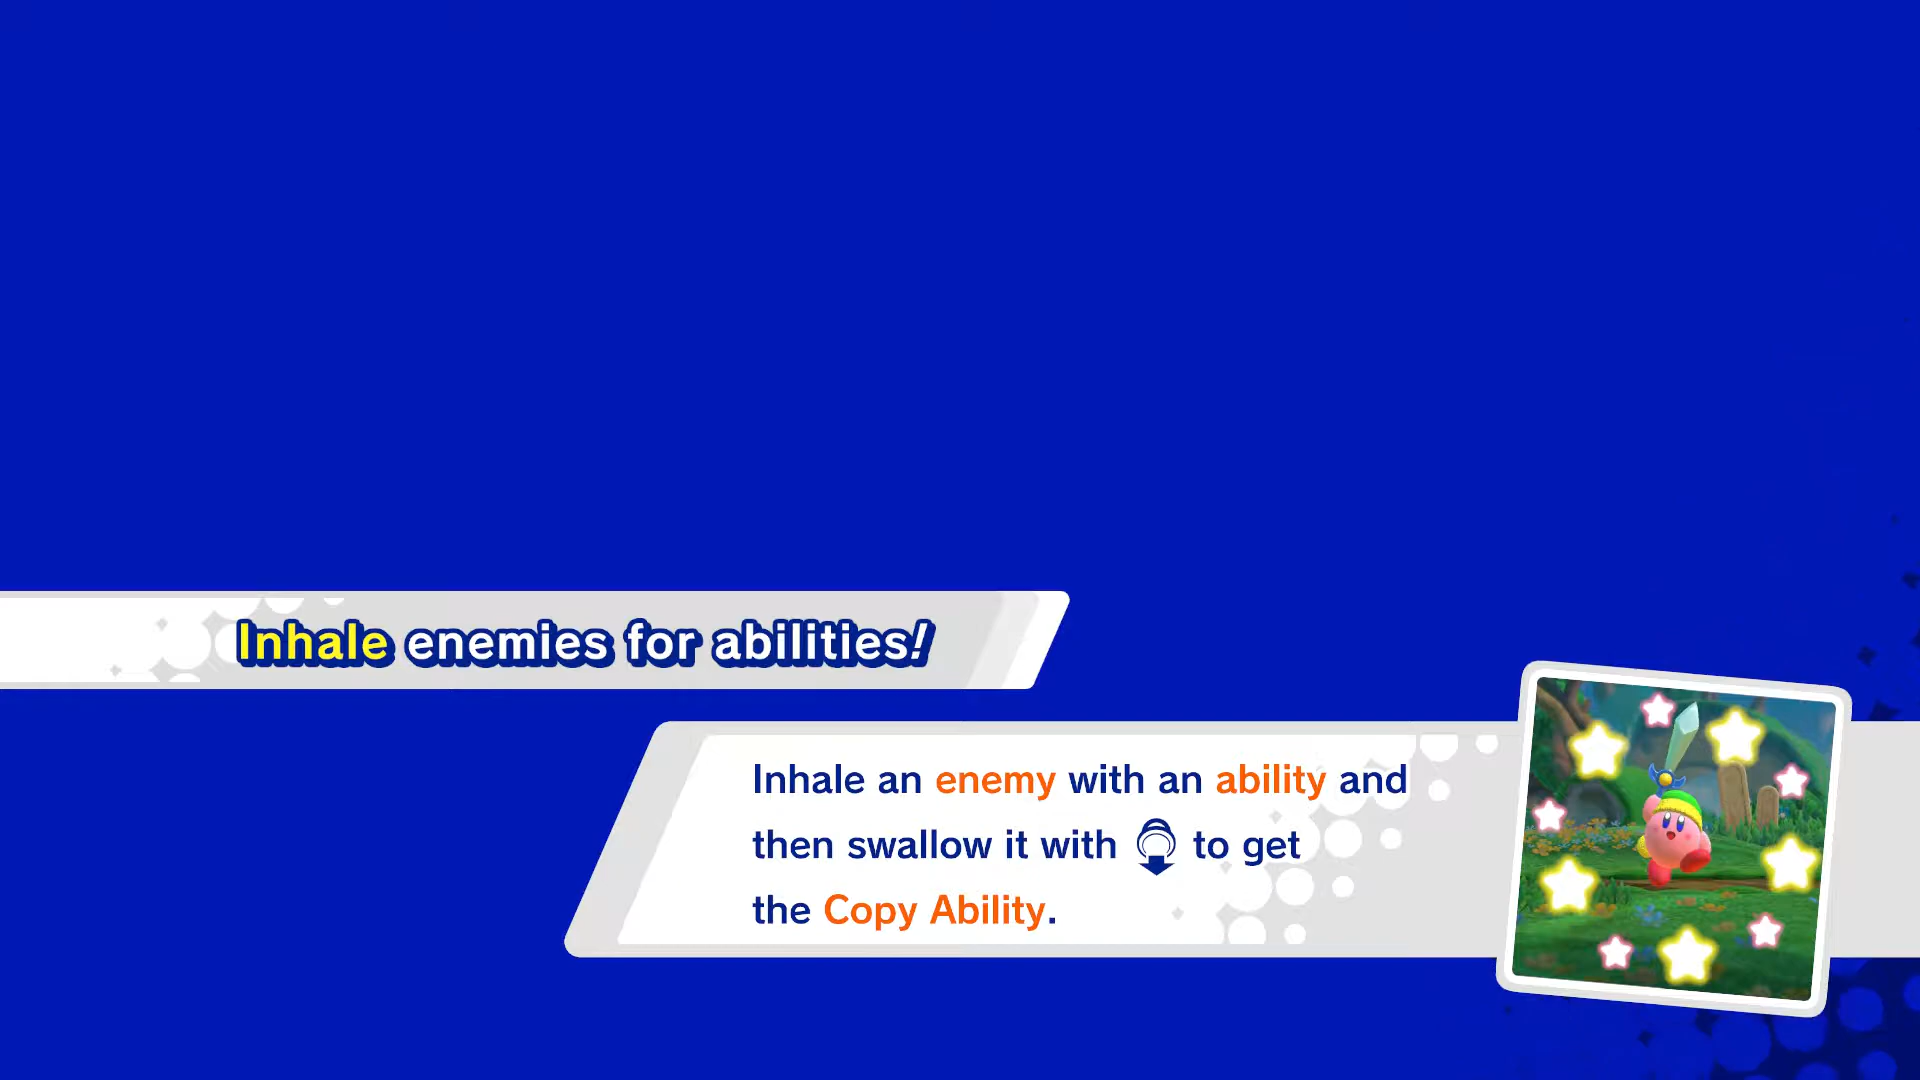 Inhale enemies for abilities!
Inhale an enemy with an ability and
then swallow it with to get
the Copy Ability.